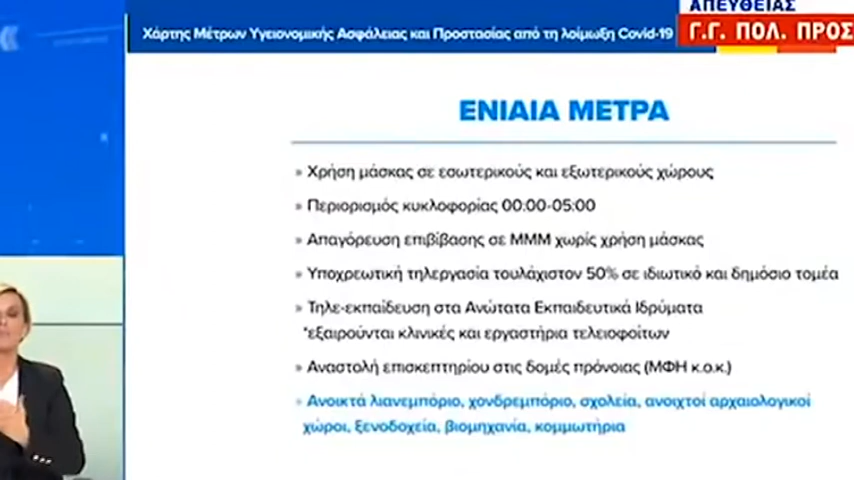 ΑΠΕΥΘΕΙΑΣ
Χάρτης Μέτρων Υγειονομικής Ασφάλειας και Προστασίας από τη λοίμωξη Covid-19
Γ.Γ. ΠΟΛ. ΠΡΟΣ
ΕΝΙΑΙΑ ΜΕΤΡΑ
» Χρήση μάσκας σε εσωτερικούς και εξωτερικούς χώρους
» Περιορισμός κυκλοφορίας 00:00-05:00
» Απαγόρευση επιβίβασης σε ΜΜΜ χωρίς χρήση μάσκας
» Υποχρεωτική τηλεργασία τουλάχιστον 50% σε ιδιωτικό και δημόσιο τομέα
» Τηλε-εκπαίδευση στα Ανώτατα Εκπαιδευτικά Ιδρύματα
*εξαιρούνται κλινικές και εργαστήρια τελειοφοίτων
» Αναστολή επισκεπτηρίου στις δομές πρόνοιας (ΜΦΗ κ.ο.κ.)
» Ανοικτά λιανεμπόριο, χονδρεμπόριο, σχολεία, ανοιχτοί αρχαιολογικοί
χώροι, ξενοδοχεία, βιομηχανία, κομμωτήρια